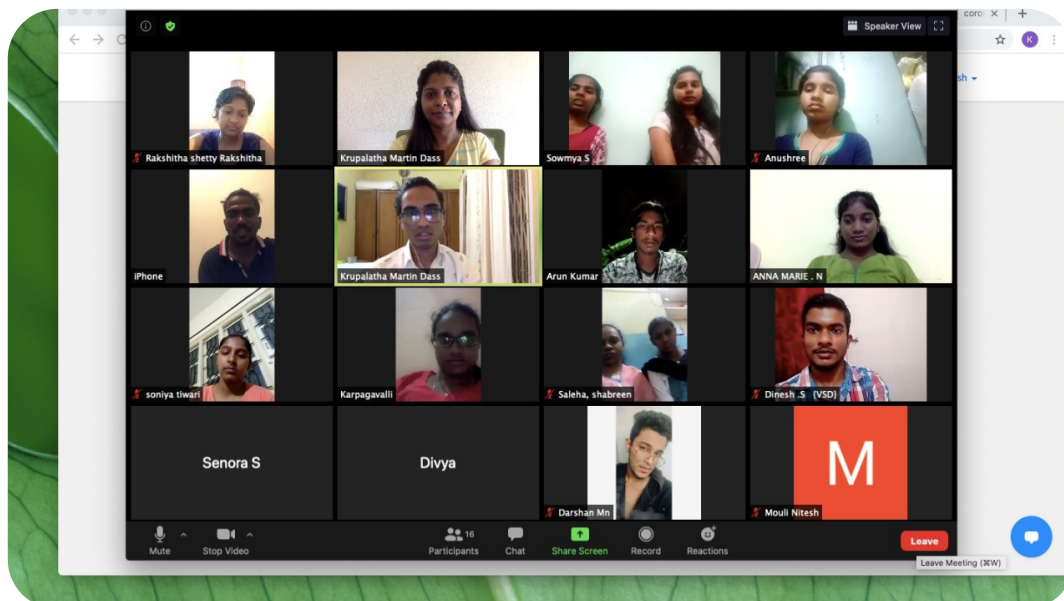 coro
Speaker View
K
sh
Rakshitha shetty Rakshitha
Krupalatha Martin Dass
Sowmya S
Anushree
iPhone
Krupalatha Martin Dass
Arun Kumar
ANNA MARIE . N
soniya tiwari
Karpagavalli
Saleha, shabreen
Dinesh .S (VSD)
Senora S
Divya
Darshan Mn
M
Mouli Nitesh
16
Mute
Stop Video
Participants
Chat
Share Screen
Record
Reactions
Leave
Leave Meeting (⌘W)